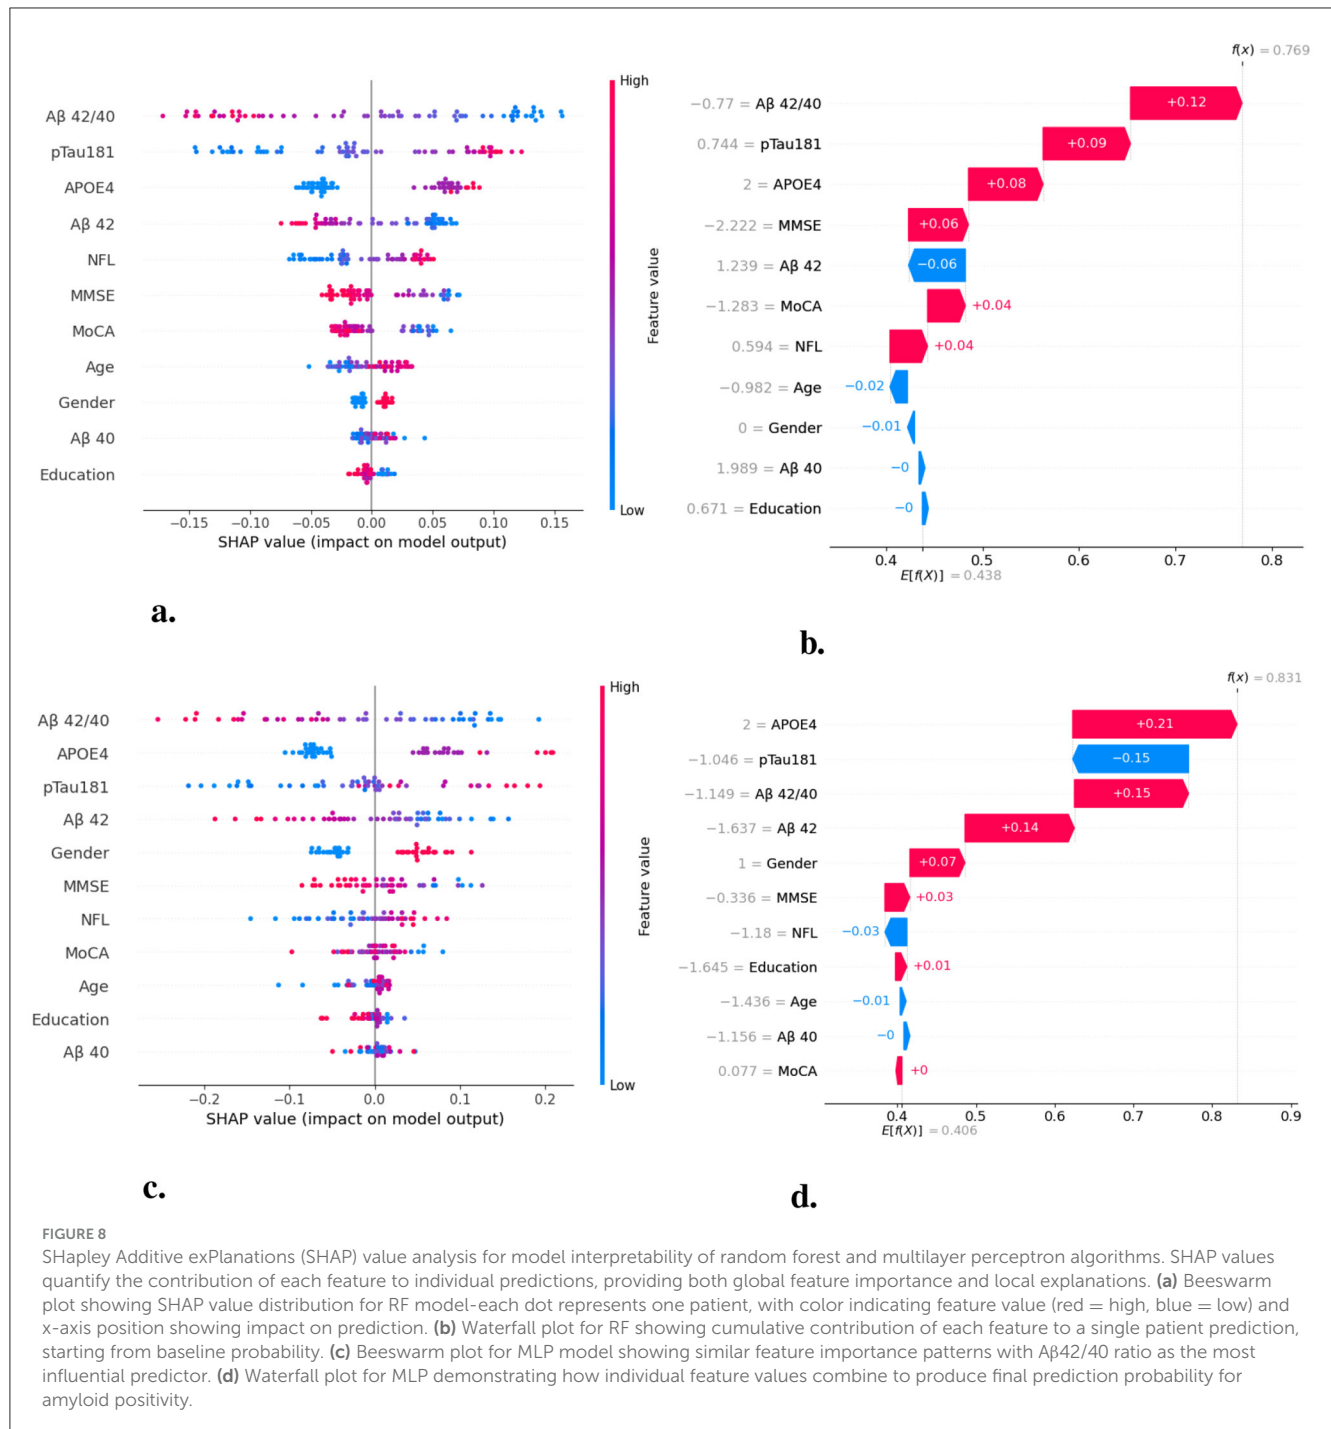 High
Aβ 42/40
pTau181
APOE4
Aβ 42
NFL
MMSE
MoCA
Age
Gender
Aβ 40
Education
Low
Feature value
−0.15 −0.10 −0.05 0.00 0.05 0.10 0.15
SHAP value (impact on model output)
a.
f(x) = 0.769
−0.77 = Aβ 42/40 +0.12
0.744 = pTau181 +0.09
2 = APOE4 +0.08
−2.222 = MMSE +0.06
1.239 = Aβ 42 −0.06
−1.283 = MoCA +0.04
0.594 = NFL +0.04
−0.982 = Age −0.02
0 = Gender −0.01
1.989 = Aβ 40 −0
0.671 = Education −0
0.4 0.5 0.6 0.7 0.8
E[f(X)] = 0.438
b.
High
Aβ 42/40
APOE4
pTau181
Aβ 42
Gender
MMSE
NFL
MoCA
Age
Education
Aβ 40
Low
Feature value
−0.2 −0.1 0.0 0.1 0.2
SHAP value (impact on model output)
c.
f(x) = 0.831
2 = APOE4 +0.21
−1.046 = pTau181 −0.15
−1.149 = Aβ 42/40 +0.15
−1.637 = Aβ 42 +0.14
1 = Gender +0.07
−0.336 = MMSE +0.03
−1.18 = NFL −0.03
−1.645 = Education +0.01
−1.436 = Age −0.01
−1.156 = Aβ 40 −0
0.077 = MoCA +0
0.4 0.5 0.6 0.7 0.8 0.9
E[f(X)] = 0.406
d.
FIGURE 8
SHapley Additive exPlanations (SHAP) value analysis for model interpretability of random forest and multilayer perceptron algorithms. SHAP values
quantify the contribution of each feature to individual predictions, providing both global feature importance and local explanations. (a) Beeswarm
plot showing SHAP value distribution for RF model-each dot represents one patient, with color indicating feature value (red = high, blue = low) and
x-axis position showing impact on prediction. (b) Waterfall plot for RF showing cumulative contribution of each feature to a single patient prediction,
starting from baseline probability. (c) Beeswarm plot for MLP model showing similar feature importance patterns with Aβ42/40 ratio as the most
influential predictor. (d) Waterfall plot for MLP demonstrating how individual feature values combine to produce final prediction probability for
amyloid positivity.